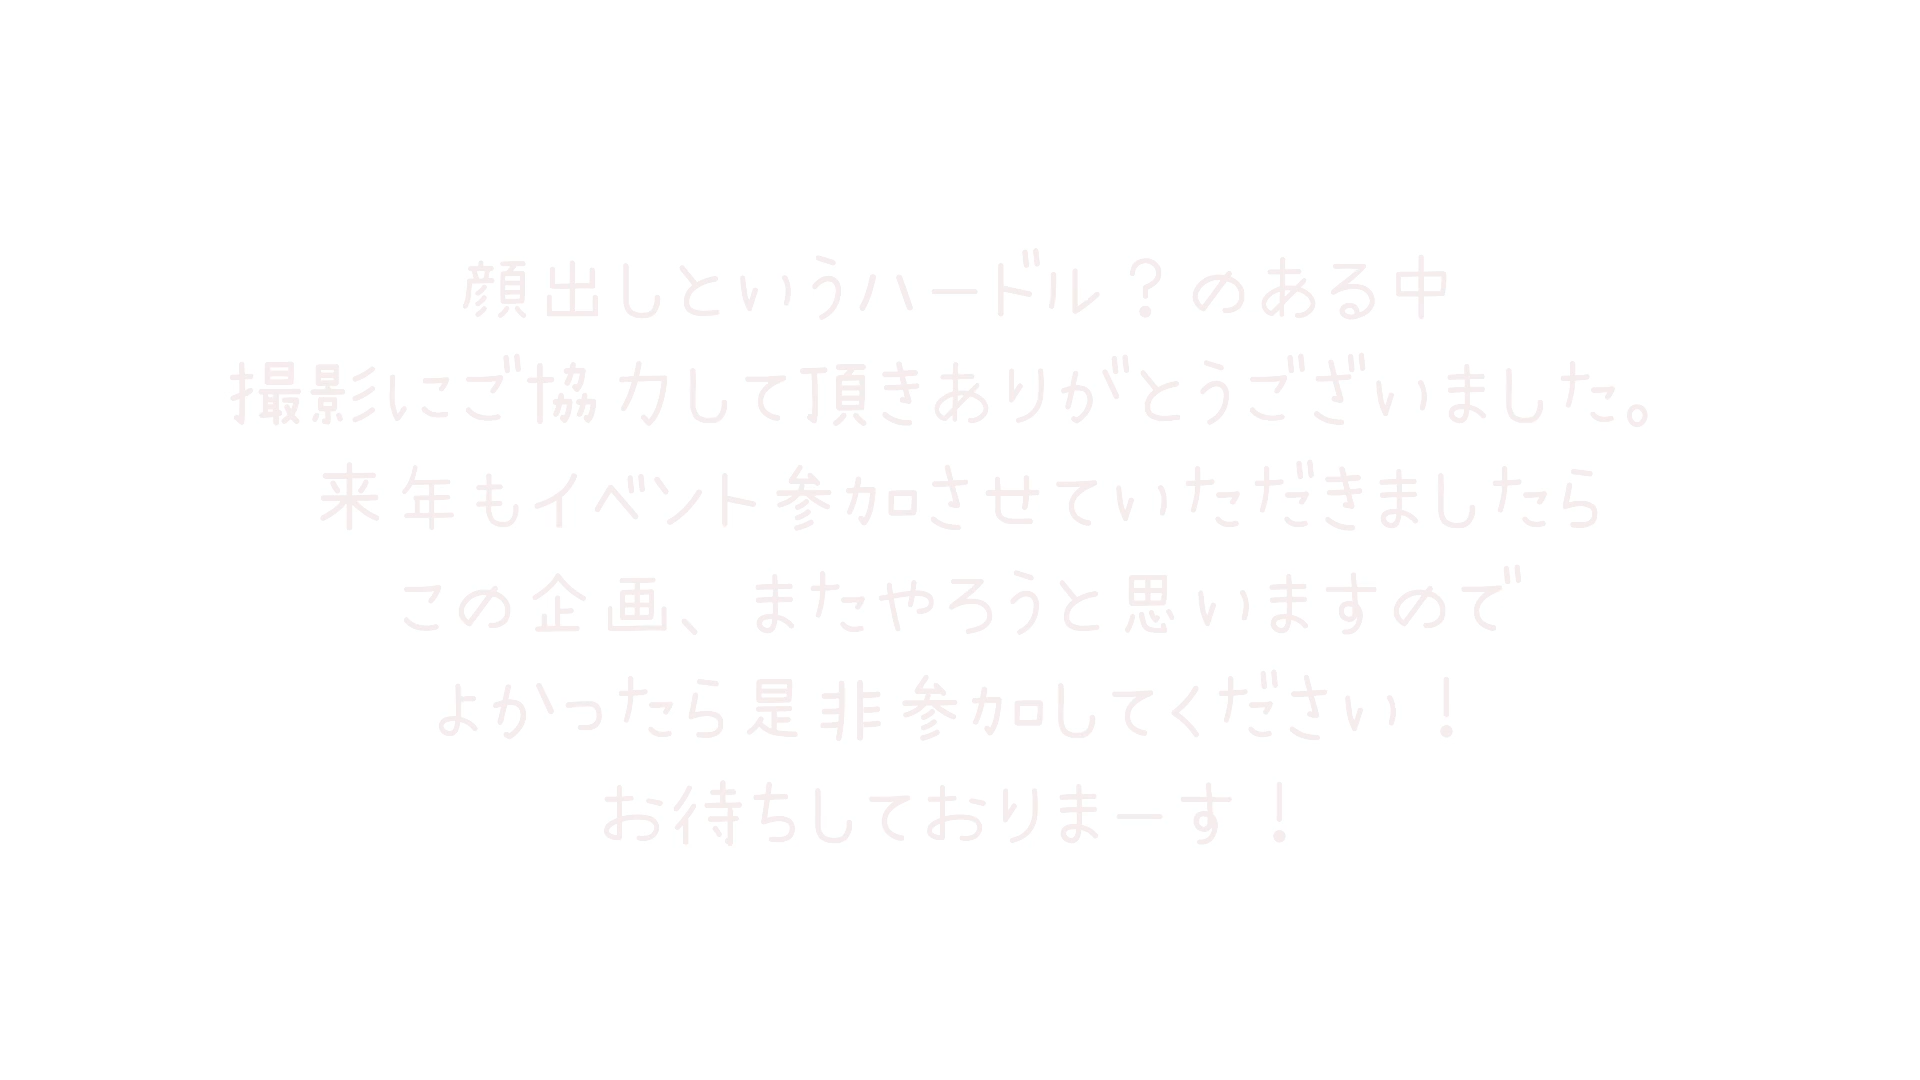 顔出しというハードル？のある中
撮影にご協力して頂きありがとうございました。
来年もイベント参加させていただきましたら
この企画、またやろうと思いますので
よかったら是非参加してください！
お待ちしておりまーす！